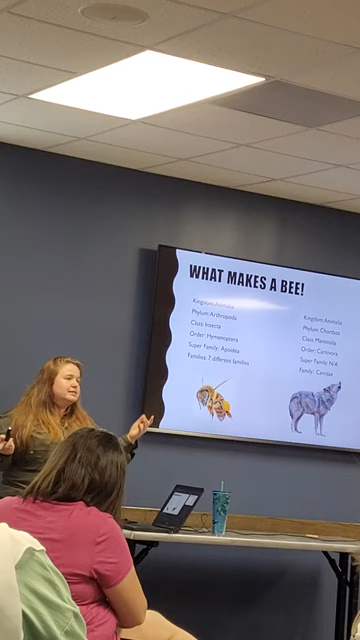 WHAT MAKES A BEE!
Kingdom: Animalia
Phylum: Arthropoda
Class: Insecta
Order: Hymenoptera
Super Family: Apoidea
Families: 7 different families
Kingdom: Animalia
Phylum: Chordata
Class: Mammalia
Order: Carnivora
Super Family: N/A
Family: Canidae